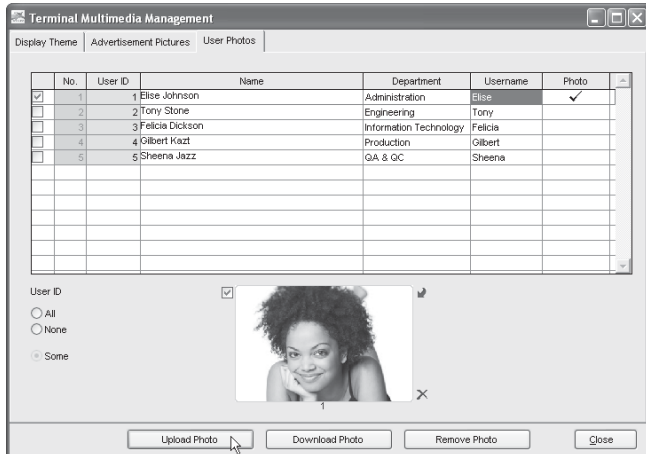 Terminal Multimedia Management
Display Theme Advertisement Pictures User Photos
No. User ID Name Department Username Photo
1 1 Elise Johnson Administration Elise
2 2 Tony Stone Engineering Tony
3 3 Felicia Dickson Information Technology Felicia
4 4 Gilbert Kazt Production Gilbert
5 5 Sheena Jazz QA & QC Sheena
User ID
All
None
Some
1
Upload Photo Download Photo Remove Photo Close